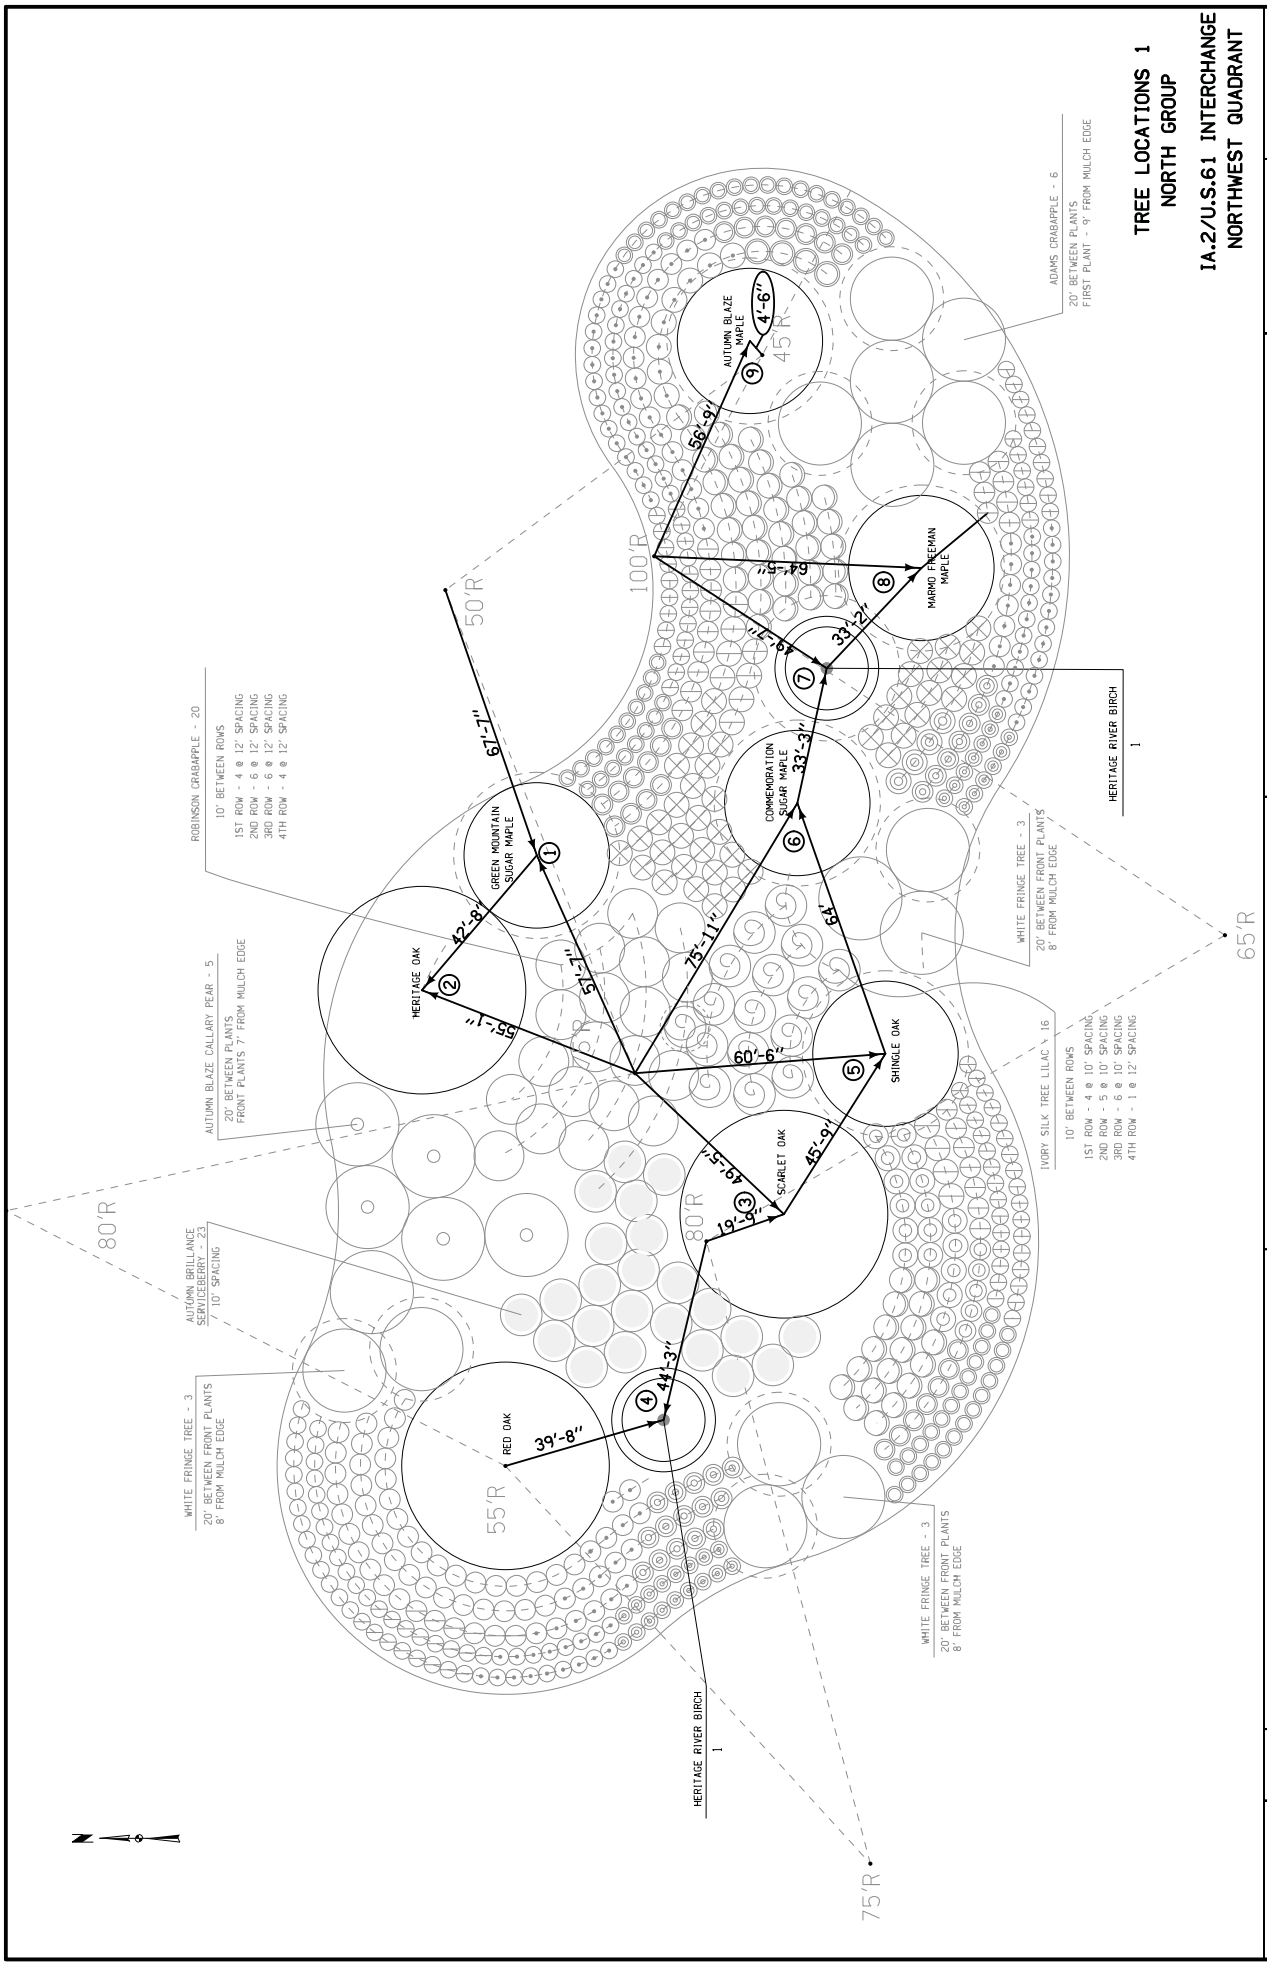 TREE LOCATIONS 1
NORTH GROUP
IA.2/U.S.61 INTERCHANGE
NORTHWEST QUADRANT
N
80'R
WHITE FRINGE TREE - 3
20' BETWEEN FRONT PLANTS
8' FROM MULCH EDGE
AUTUMN BRILLANCE
SERVICEBERRY - 23
10' SPACING
AUTUMN BLAZE CALLARY PEAR - 5
20' BETWEEN PLANTS
FRONT PLANTS 7' FROM MULCH EDGE
ROBINSON CRABAPPLE - 20
10' BETWEEN ROWS
1ST ROW - 4 @ 12' SPACING
2ND ROW - 6 @ 12' SPACING
3RD ROW - 6 @ 12' SPACING
4TH ROW - 4 @ 12' SPACING
HERITAGE OAK
2
42'-8"
55'-1"
GREEN MOUNTAIN
SUGAR MAPLE
1
67'-7"
50'R
57'-7"
RED OAK
55'R
39'-8"
4
44'-3"
80'R
19'-9"
3
49'-5"
SCARLET OAK
45'-9"
5
60'-9"
SHINGLE OAK
75'-11"
64'
COMMEMORATION
SUGAR MAPLE
6
33'-3"
7
49'-7"
100'R
64'-5"
33'-2"
8
MARMO FREEMAN
MAPLE
56'-9"
AUTUMN BLAZE
MAPLE
9
4'-6"
45'R
ADAMS CRABAPPLE - 6
20' BETWEEN PLANTS
FIRST PLANT - 9' FROM MULCH EDGE
HERITAGE RIVER BIRCH
1
WHITE FRINGE TREE - 3
20' BETWEEN FRONT PLANTS
8' FROM MULCH EDGE
65'R
IVORY SILK TREE LILAC - 16
10' BETWEEN ROWS
1ST ROW - 4 @ 10' SPACING
2ND ROW - 5 @ 10' SPACING
3RD ROW - 6 @ 10' SPACING
4TH ROW - 1 @ 12' SPACING
WHITE FRINGE TREE - 3
20' BETWEEN FRONT PLANTS
8' FROM MULCH EDGE
HERITAGE RIVER BIRCH
1
75'R